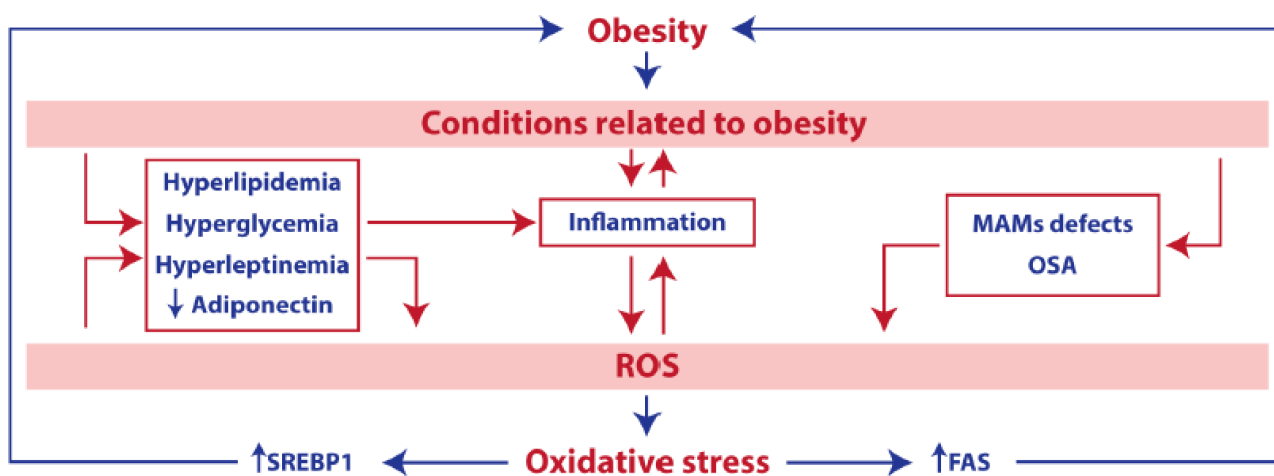 Obesity
Conditions related to obesity
Hyperlipidemia
Hyperglycemia
Hyperleptinemia
↓ Adiponectin
Inflammation
MAMs defects
OSA
ROS
↑SREBP1
Oxidative stress
↑FAS